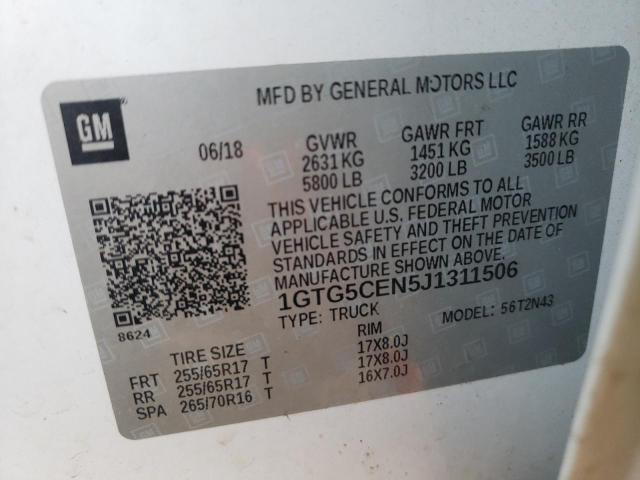 MFD BY GENERAL MOTORS LLC
GM
06/18 GVWR GAWR FRT GAWR RR
2631 KG 1451 KG 1588 KG
5800 LB 3200 LB 3500 LB
THIS VEHICLE CONFORMS TO ALL
APPLICABLE U.S. FEDERAL MOTOR
VEHICLE SAFETY AND THEFT PREVENTION
STANDARDS IN EFFECT ON THE DATE OF
MANUFACTURE SHOWN ABOVE.
1GTG5CEN5J1311506
TYPE: TRUCK MODEL: 56T2N43
8624
TIRE SIZE RIM
FRT 255/65R17 T 17X8.0J
RR 255/65R17 T 17X8.0J
SPA 265/70R16 T 16X7.0J